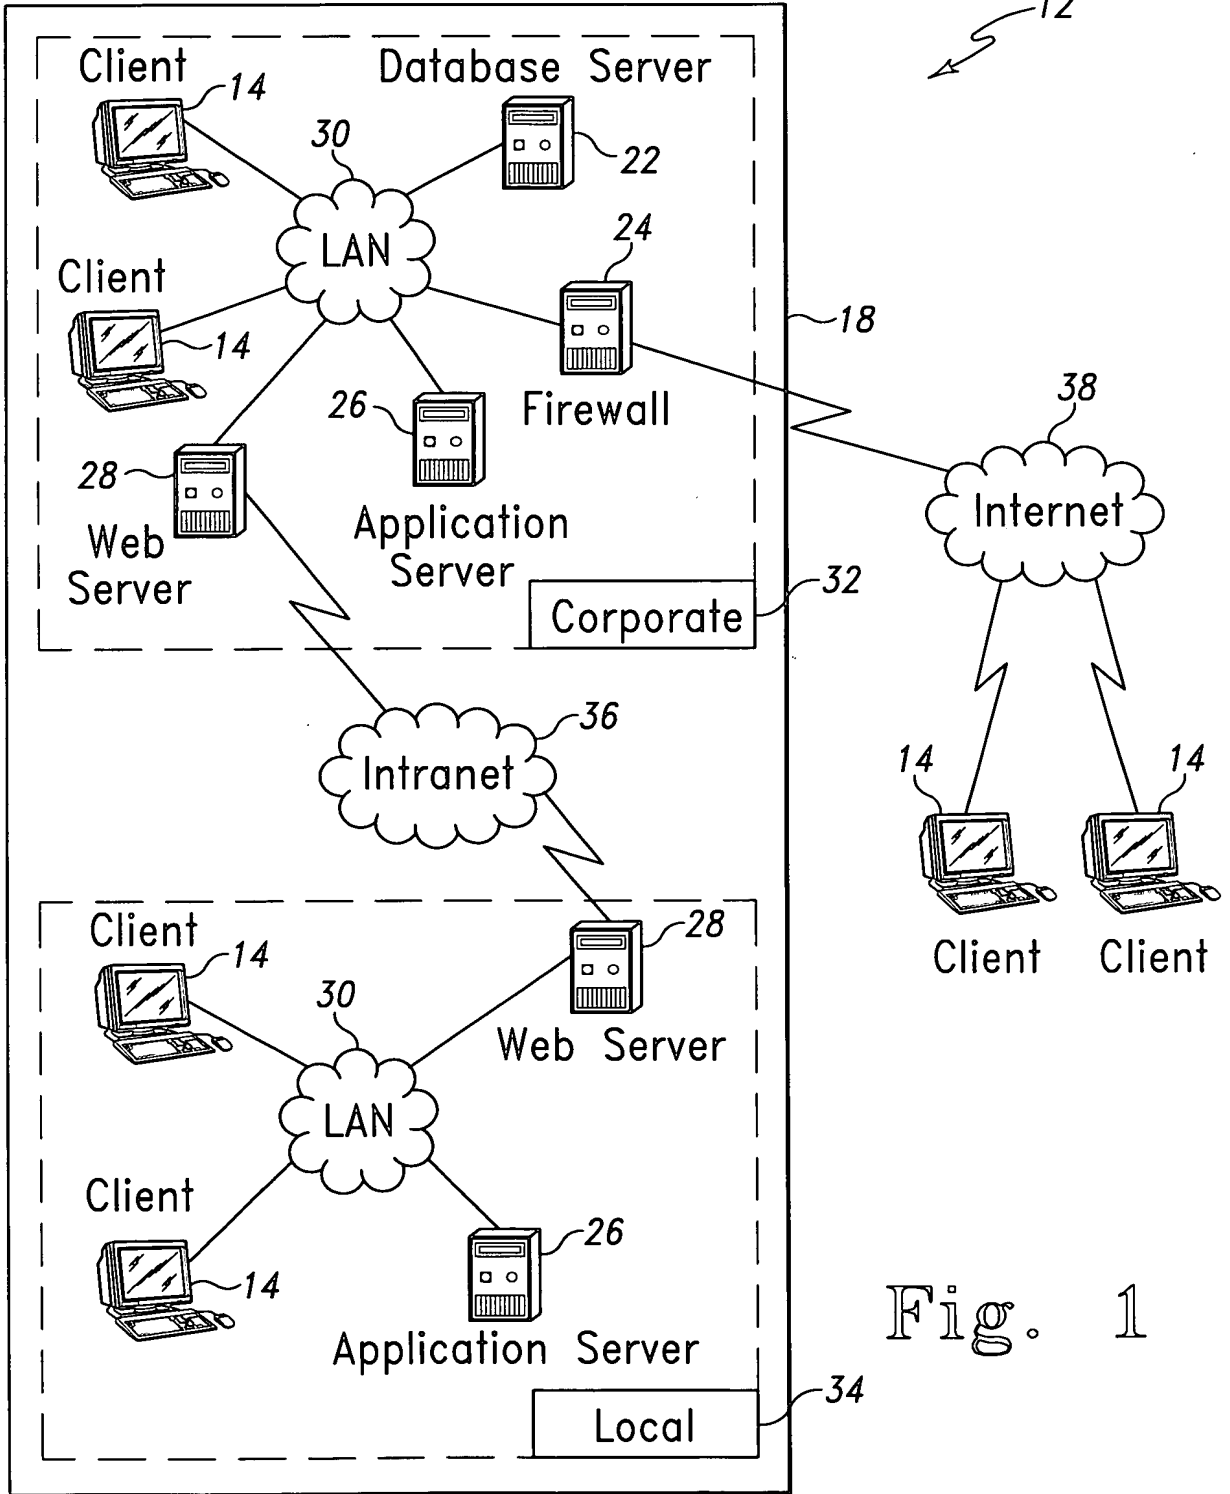 12
Client
14
Database Server
22
30
LAN
24
Client
14
18
26
Firewall
38
28
Internet
Web
Server
Application
Server
32
Corporate
36
Intranet
14
14
Client
14
28
Client
Client
30
Web Server
LAN
Client
14
26
Application Server
Fig. 1
34
Local